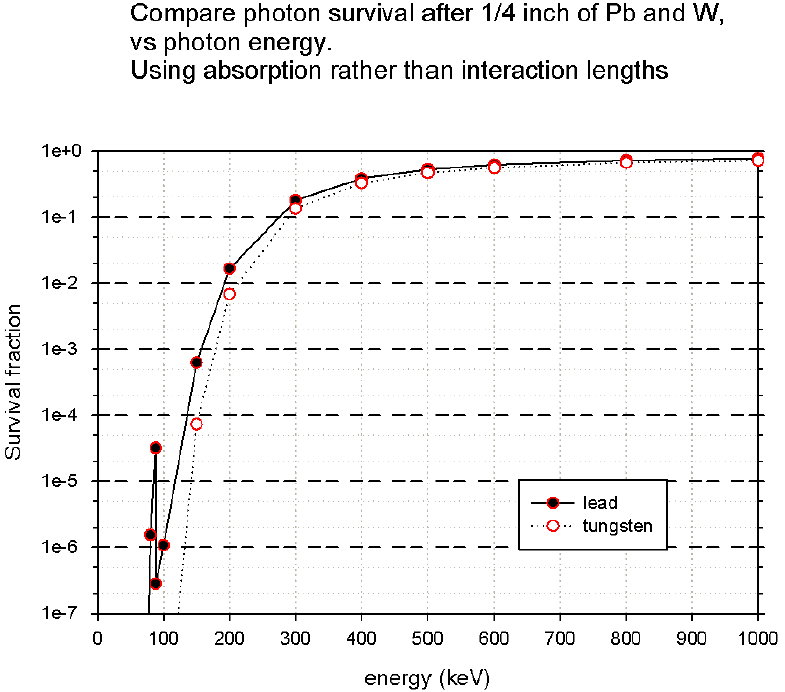 Compare photon survival after 1/4 inch of Pb and W,
vs photon energy.
Using absorption rather than interaction lengths
1e+0
1e-1
1e-2
1e-3
1e-4
1e-5
1e-6
1e-7
Survival fraction
lead
tungsten
0 100 200 300 400 500 600 700 800 900 1000
energy (keV)